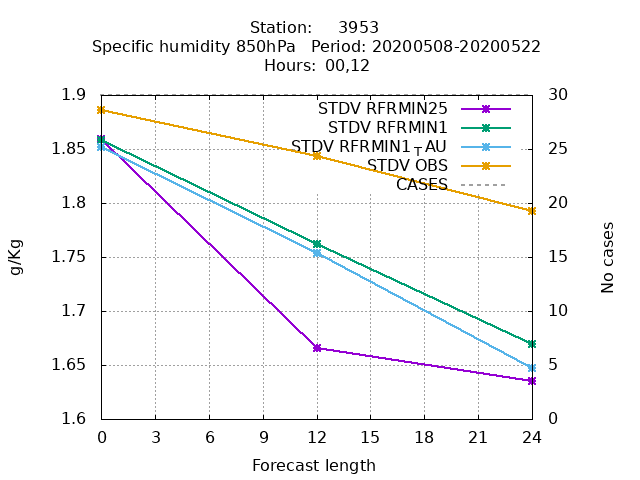 Station: 3953
Specific humidity 850hPa Period: 20200508-20200522
Hours: 00,12
1.9 30
STDV RFRMIN25
STDV RFRMIN1
1.85 STDV RFRMIN1TAU 25
STDV OBS
CASES
1.8 20
1.75 15
g/Kg
No cases
1.7 10
1.65 5
1.6 0
0 3 6 9 12 15 18 21 24
Forecast length